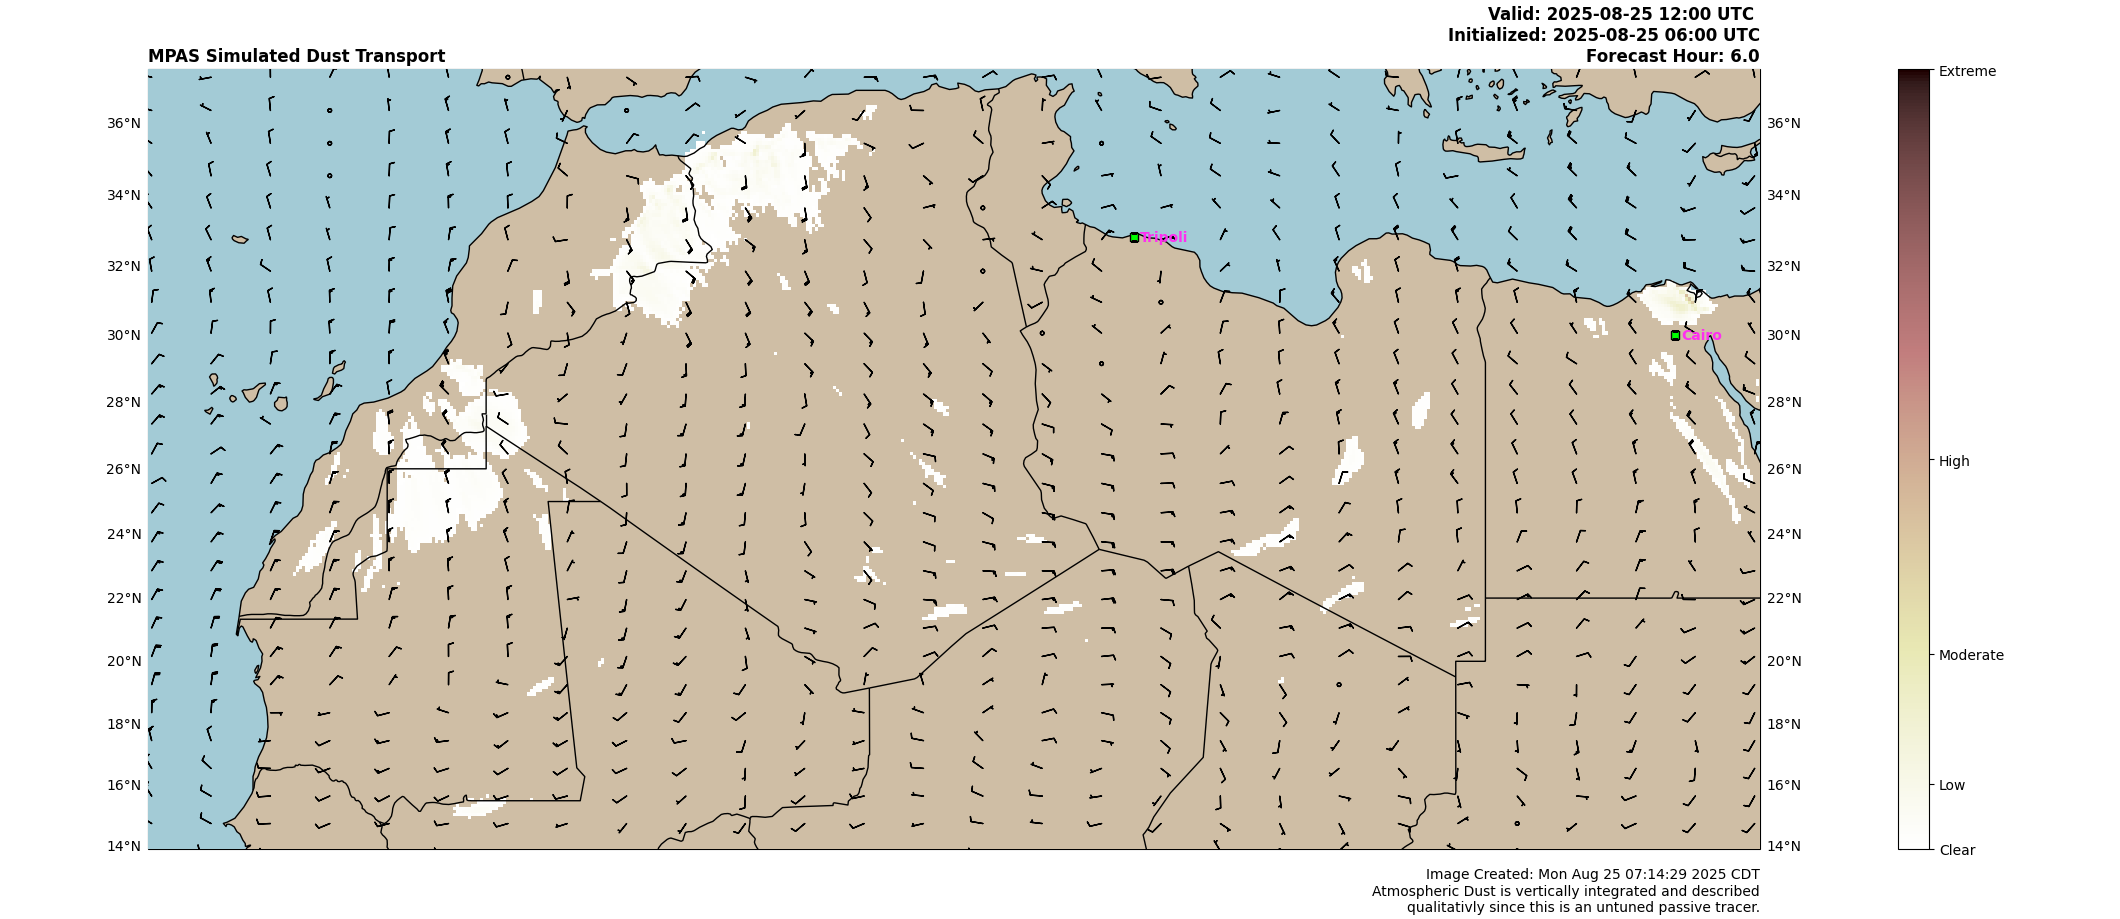 Valid: 2025-08-25 12:00 UTC
Initialized: 2025-08-25 06:00 UTC
MPAS Simulated Dust Transport
Forecast Hour: 6.0
Extreme
36°N
36°N
34°N
34°N
Tripoli
32°N
32°N
30°N
Cairo
30°N
28°N
28°N
26°N
26°N
High
24°N
24°N
22°N
22°N
20°N
20°N
Moderate
18°N
18°N
16°N
16°N
Low
14°N
14°N
Clear
Image Created: Mon Aug 25 07:14:29 2025 CDT
Atmospheric Dust is vertically integrated and described
qualitativly since this is an untuned passive tracer.